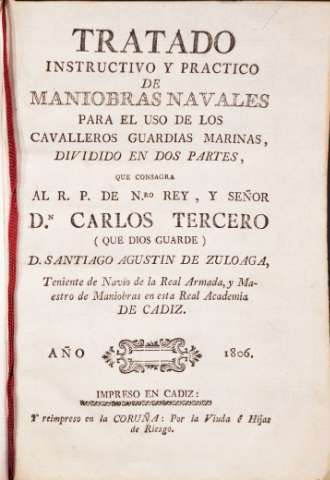 TRATADO
INSTRUCTIVO Y PRACTICO
DE
MANIOBRAS NAVALES
PARA EL USO DE LOS
CAVALLEROS GUARDIAS MARINAS,
DIVIDIDO EN DOS PARTES,
QUE CONSAGRA
AL R. P. DE N.RO REY, Y SEÑOR
D.N CARLOS TERCERO
( QUE DIOS GUARDE )
D. SANTIAGO AGUSTIN DE ZULOAGA,
Teniente de Navío de la Real Armada, y Ma-
estro de Maniobras en esta Real Academia
DE CADIZ.
AÑO 1806.
IMPRESO EN CADIZ:
Y reimpreso en la CORUÑA: Por la Viuda é Hijas
de Riesgo.